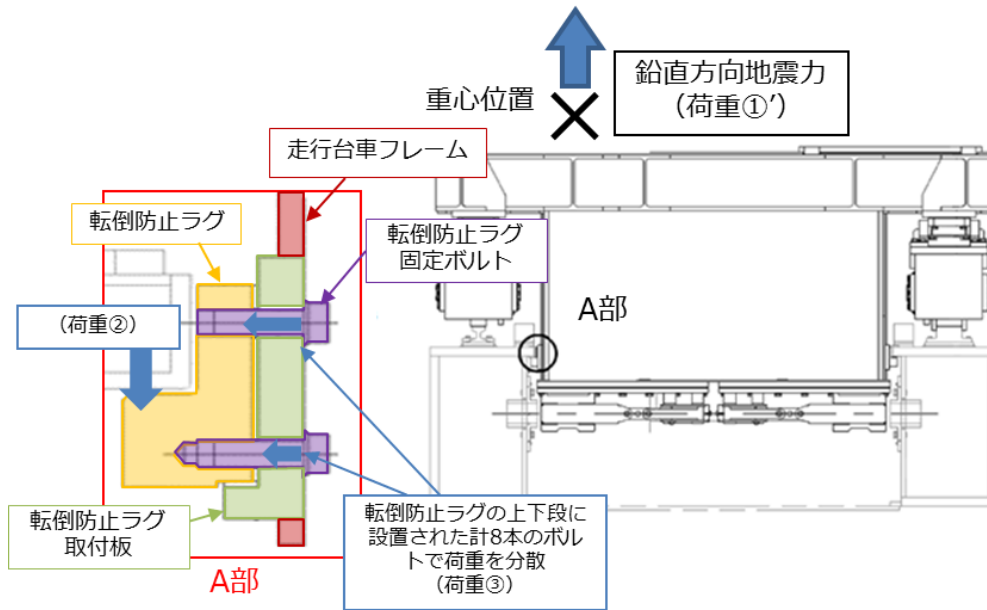 鉛直方向地震力
（荷重①’）
重心位置
走行台車フレーム
転倒防止ラグ
転倒防止ラグ
固定ボルト
（荷重②）
A部
転倒防止ラグ
取付板
転倒防止ラグの上下段に
設置された計8本のボル
トで荷重を分散
（荷重③）
A部